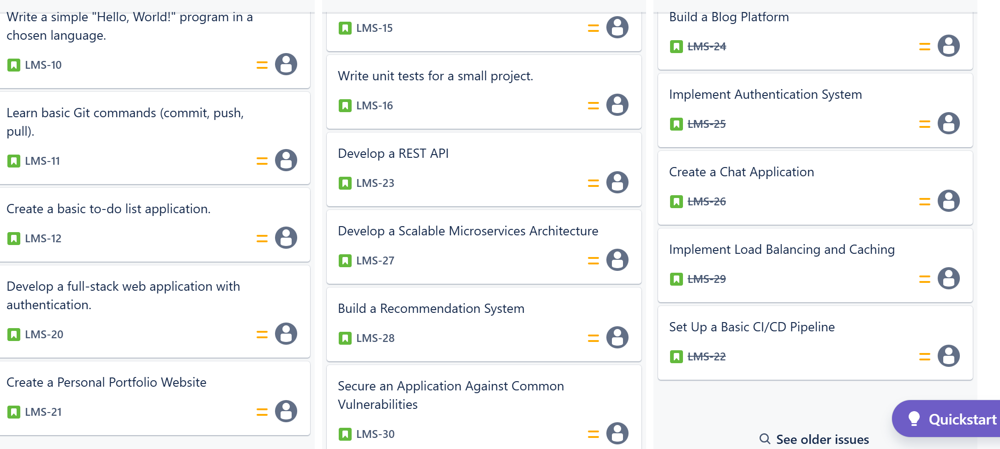 Write a simple "Hello, World!" program in a
chosen language.
LMS-10
Learn basic Git commands (commit, push,
pull).
LMS-11
Create a basic to-do list application.
LMS-12
Develop a full-stack web application with
authentication.
LMS-20
Create a Personal Portfolio Website
LMS-21
LMS-15
Write unit tests for a small project.
LMS-16
Develop a REST API
LMS-23
Develop a Scalable Microservices Architecture
LMS-27
Build a Recommendation System
LMS-28
Secure an Application Against Common
Vulnerabilities
LMS-30
Build a Blog Platform
LMS-24
Implement Authentication System
LMS-25
Create a Chat Application
LMS-26
Implement Load Balancing and Caching
LMS-29
Set Up a Basic CI/CD Pipeline
LMS-22
Quickstart
See older issues